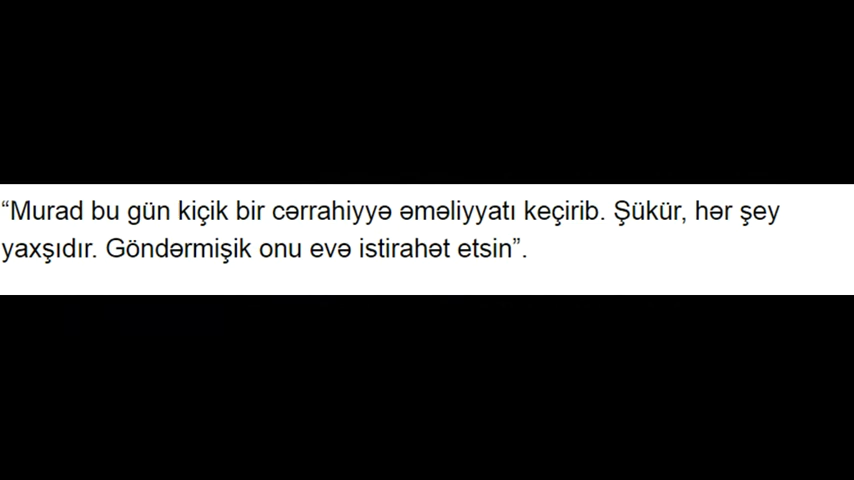 “Murad bu gün kiçik bir cərrahiyyə əməliyyatı keçirib. Şükür, hər şey
yaxşıdır. Göndərmişik onu evə istirahət etsin”.